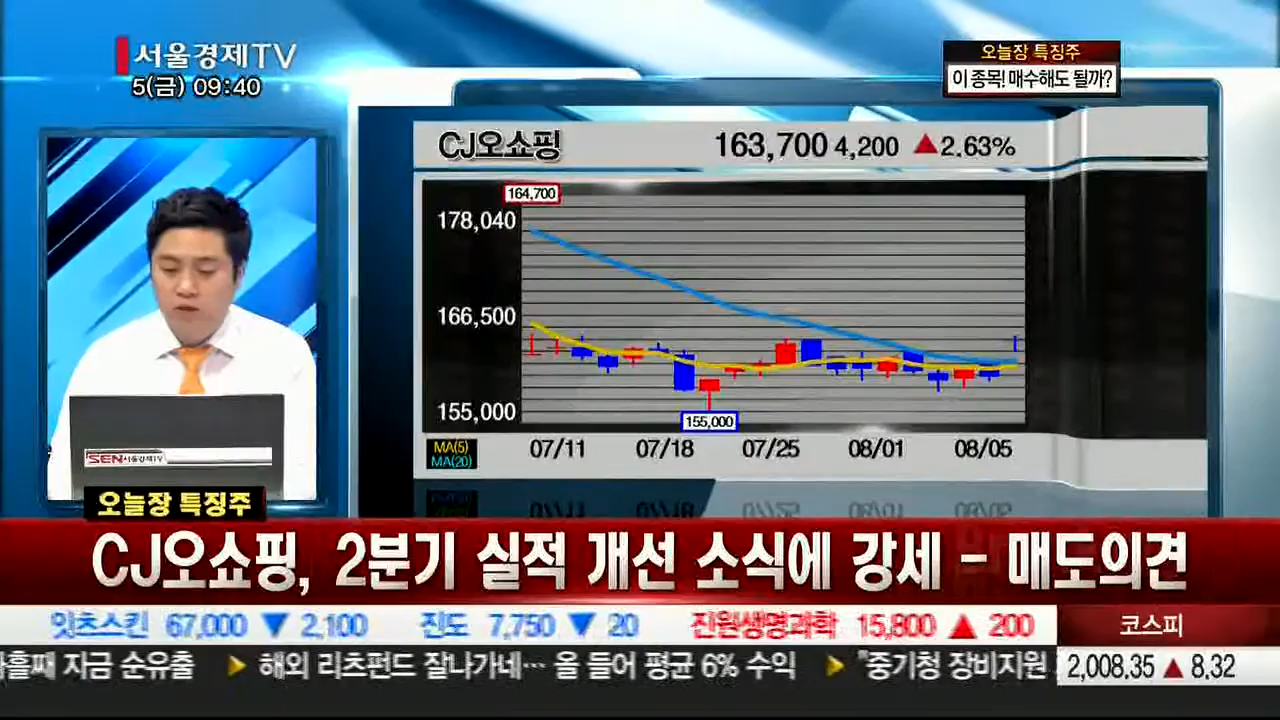 서울경제TV
5(금) 09:40
오늘장 특징주
이 종목! 매수해도 될까?
CJ오쇼핑 163,700 4,200 ▲2.63%
164,700
178,040
166,500
155,000
155,000
MA(5)
MA(20)
07/11 07/18 07/25 08/01 08/05
SEN 서울경제TV
오늘장 특징주
CJ오쇼핑, 2분기 실적 개선 소식에 강세 - 매도의견
잇츠스킨 67,000 ▼ 2,100 진도 7,750 ▼ 20 진원생명과학 15,800 ▲ 200
코스피
흘째 자금 순유출 ▶ 해외 리츠펀드 잘나가네… 올 들어 평균 6% 수익 ▶ "중기청 장비지원
2,008.35 ▲ 8.32